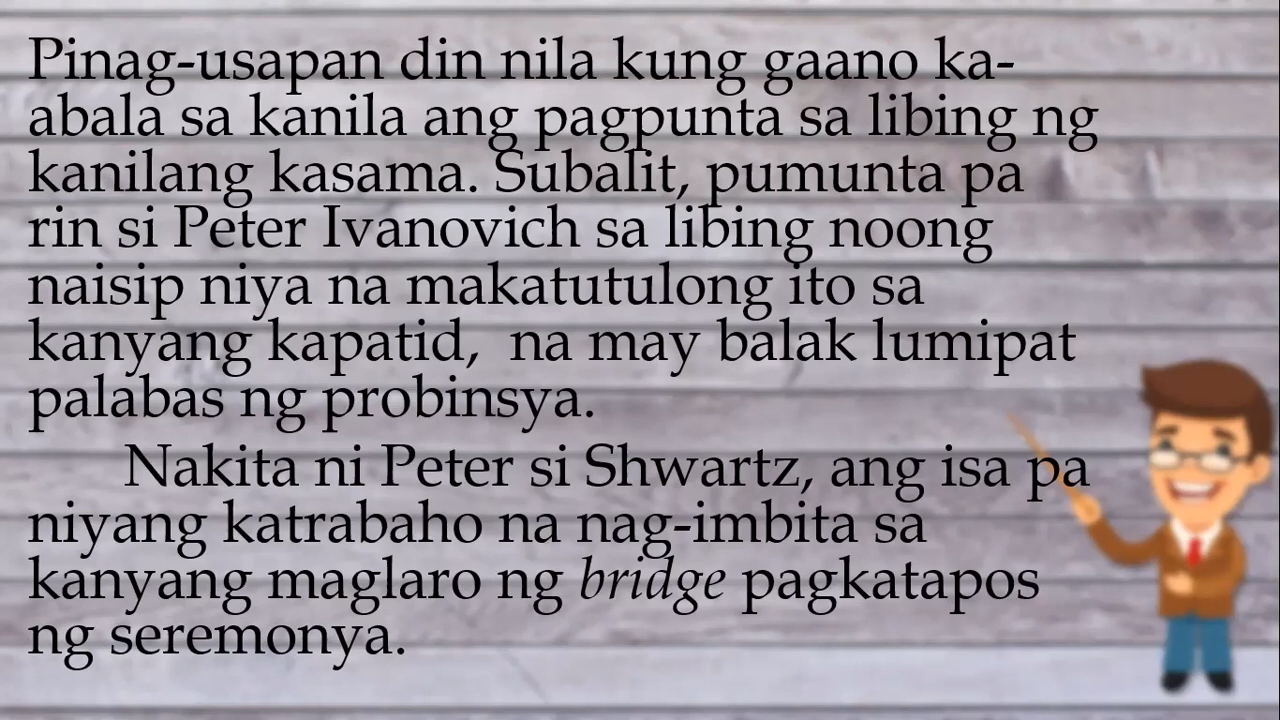 Pinag-usapan din nila kung gaano ka-
abala sa kanila ang pagpunta sa libing ng
kanilang kasama. Subalit, pumunta pa
rin si Peter Ivanovich sa libing noong
naisip niya na makatutulong ito sa
kanyang kapatid,  na may balak lumipat
palabas ng probinsya.
Nakita ni Peter si Shwartz, ang isa pa
niyang katrabaho na nag-imbita sa
kanyang maglaro ng bridge pagkatapos
ng seremonya.